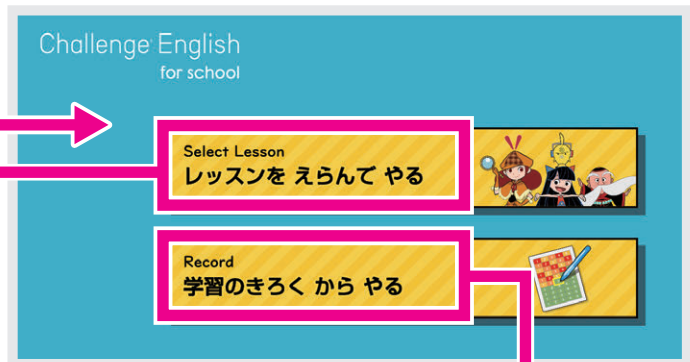 Challenge English
for school
Select Lesson
レッスンを えらんで やる
Record
学習のきろく から やる